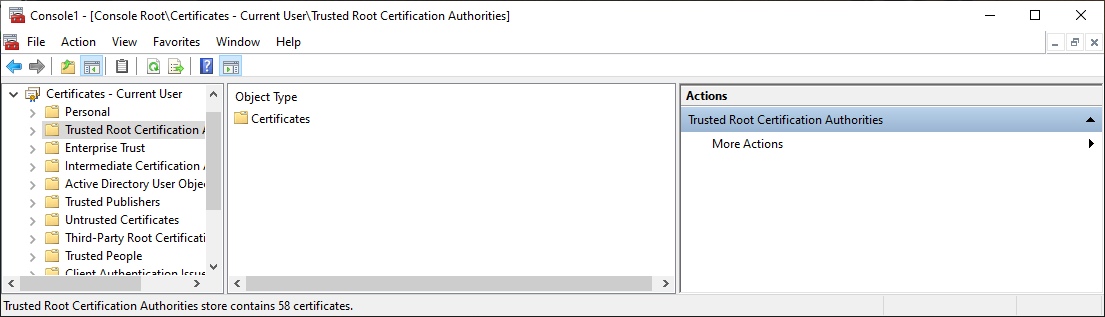 Console1 - [Console Root\Certificates - Current User\Trusted Root Certification Authorities]
File Action View Favorites Window Help
Certificates - Current User
Personal
Trusted Root Certification A
Enterprise Trust
Intermediate Certification A
Active Directory User Objec
Trusted Publishers
Untrusted Certificates
Third-Party Root Certificati
Trusted People
Client Authentication Issue
Object Type
Certificates
Actions
Trusted Root Certification Authorities
More Actions
Trusted Root Certification Authorities store contains 58 certificates.